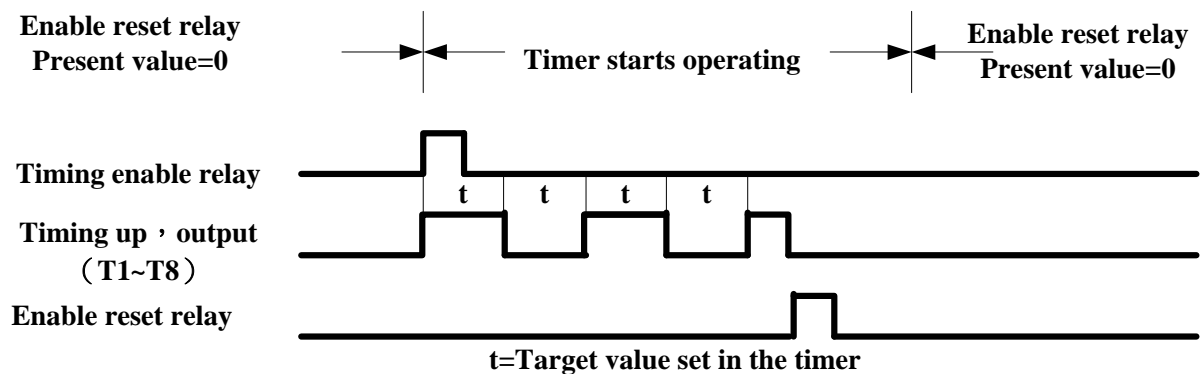 Enable reset relay
Present value=0
Timer starts operating
Enable reset relay
Present value=0
Timing enable relay
t
t
t
t
Timing up，output
（T1~T8）
Enable reset relay
t=Target value set in the timer